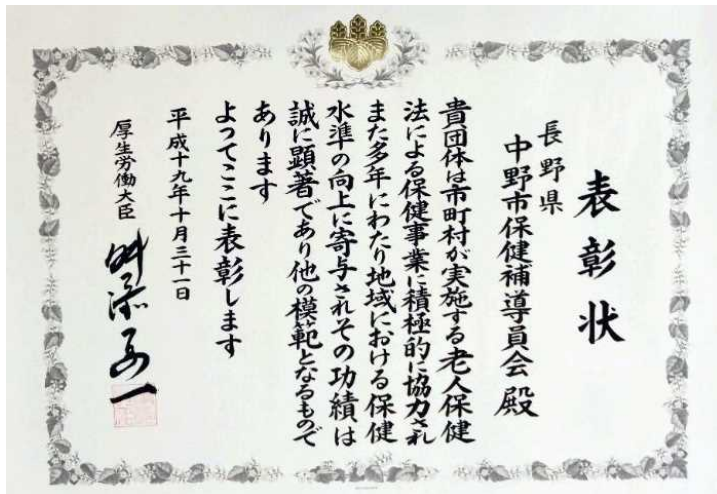 表彰状
長野県
中野市保健補導員会 殿
貴団体は市町村が実施する老人保健
法による保健事業に積極的に協力され
また多年にわたり地域における保健
水準の向上に寄与されその功績は
誠に顕著であり他の模範となるもので
あります
よってここに表彰します
平成十九年十月三十一日
厚生労働大臣 舛添要一